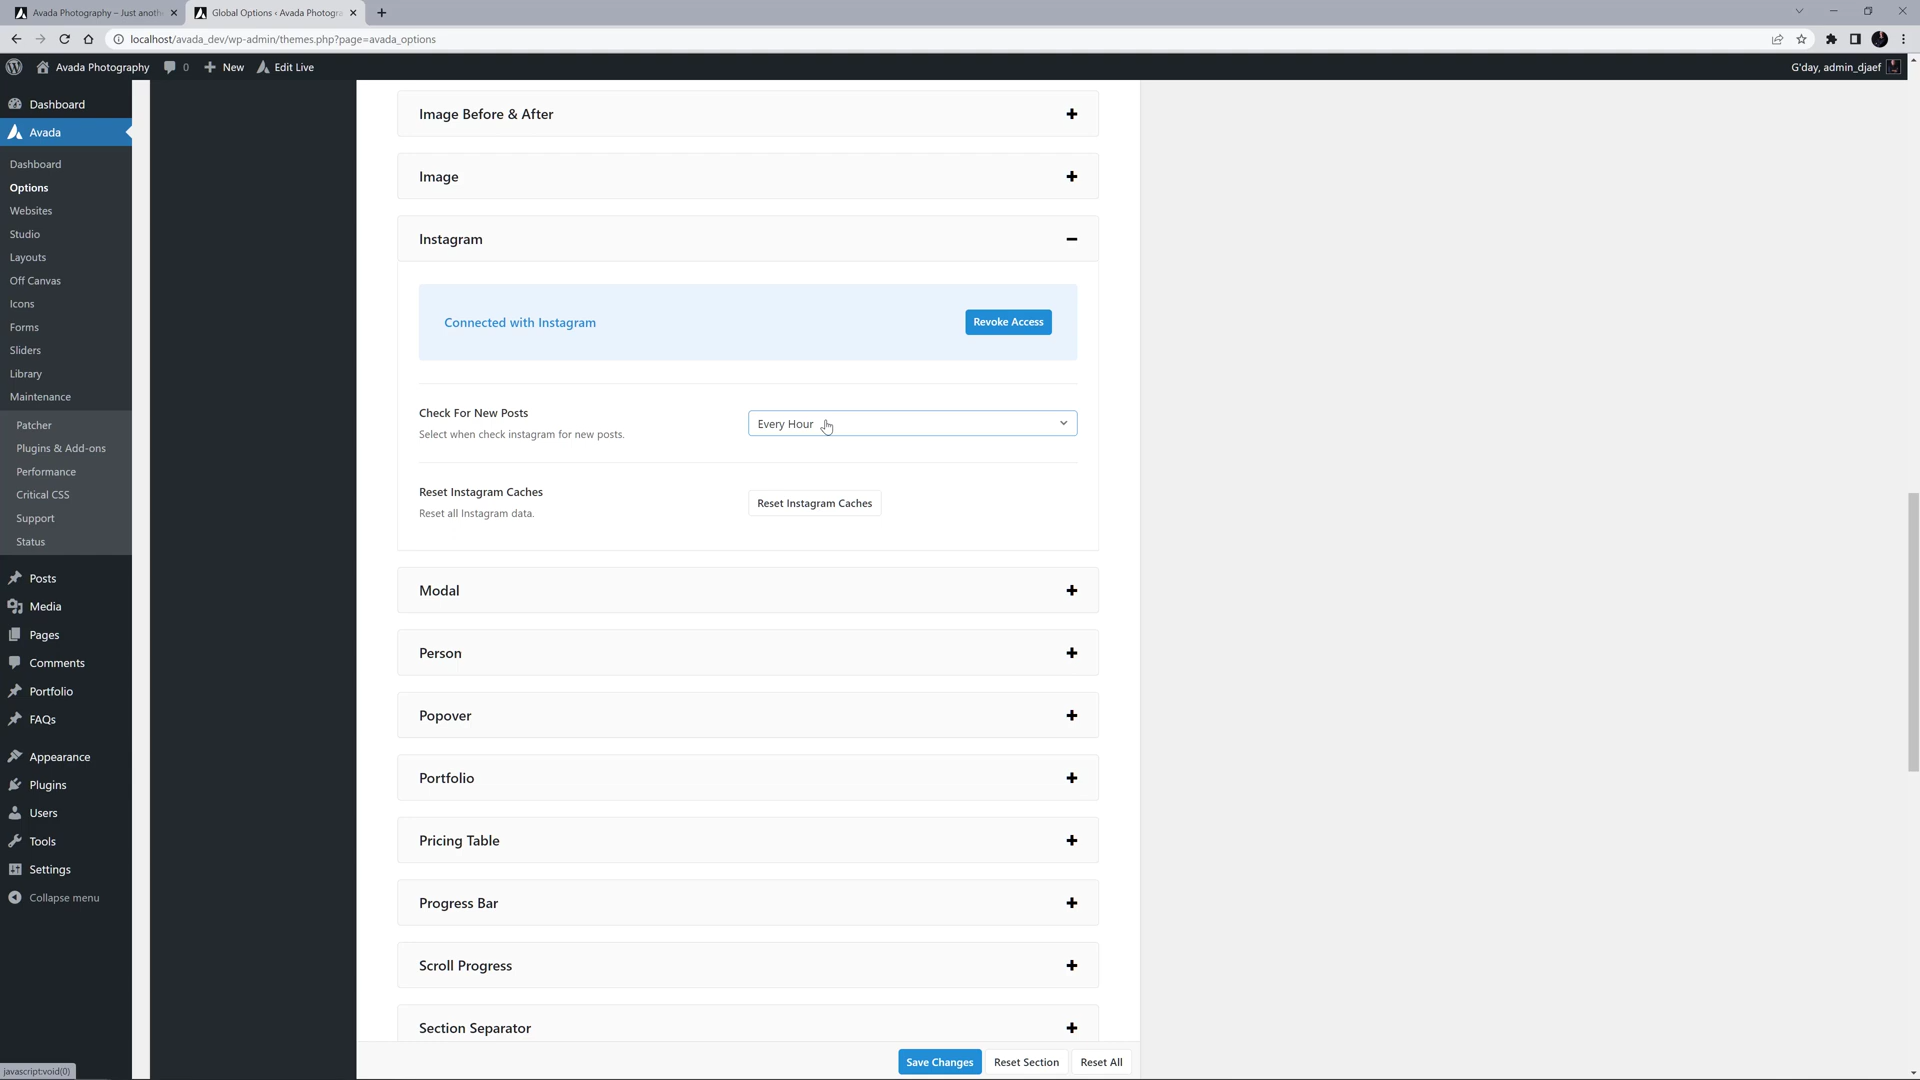 Avada Photography – Just anoth
Global Options ‹ Avada Photogra
localhost/avada_dev/wp-admin/themes.php?page=avada_options
Avada Photography
0
New
Edit Live
G'day, admin_djaef
Dashboard
Avada
Dashboard
Options
Websites
Studio
Layouts
Off Canvas
Icons
Forms
Sliders
Library
Maintenance
Patcher
Plugins & Add-ons
Performance
Critical CSS
Support
Status
Posts
Media
Pages
Comments
Portfolio
FAQs
Appearance
Plugins
Users
Tools
Settings
Collapse menu
Image Before & After
Image
Instagram
Connected with Instagram
Revoke Access
Check For New Posts
Select when check instagram for new posts.
Every Hour
Reset Instagram Caches
Reset all Instagram data.
Reset Instagram Caches
Modal
Person
Popover
Portfolio
Pricing Table
Progress Bar
Scroll Progress
Section Separator
Save Changes
Reset Section
Reset All
javascript:void(0)